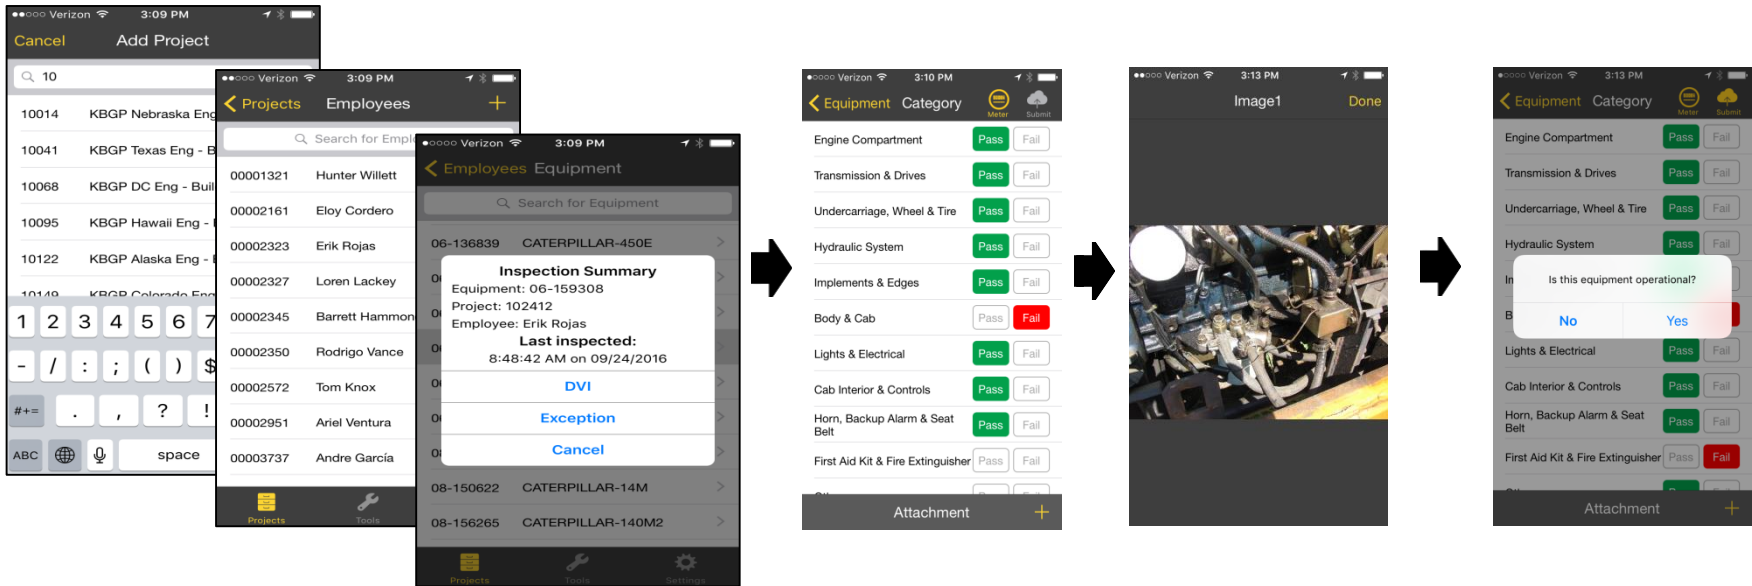 Verizon 3:09 PM
Cancel Add Project
10
10014 KBGP Nebraska Eng
10041 KBGP Texas Eng - B
10068 KBGP DC Eng - Buil
10095 KBGP Hawaii Eng -
10122 KBGP Alaska Eng -
10149 KBGP Colorado Eng
1 2 3 4 5 6 7
- / : ; ( ) $
#+= . , ? !
ABC space
Verizon 3:09 PM
Projects Employees +
Search for Empl
00001321 Hunter Willett
00002161 Eloy Cordero
00002323 Erik Rojas
00002327 Loren Lackey
00002345 Barrett Hammon
00002350 Rodrigo Vance
00002572 Tom Knox
00002951 Ariel Ventura
00003737 Andre García
Projects Tools
Verizon 3:09 PM
Employees Equipment
Search for Equipment
06-136839 CATERPILLAR-450E
Inspection Summary
Equipment: 06-159308
Project: 102412
Employee: Erik Rojas
Last inspected:
8:48:42 AM on 09/24/2016
DVI
Exception
Cancel
08-150622 CATERPILLAR-14M
08-156265 CATERPILLAR-140M2
Projects Tools Settings
Verizon 3:10 PM
Equipment Category Meter Submit
Engine Compartment Pass Fail
Transmission & Drives Pass Fail
Undercarriage, Wheel & Tire Pass Fail
Hydraulic System Pass Fail
Implements & Edges Pass Fail
Body & Cab Pass Fail
Lights & Electrical Pass Fail
Cab Interior & Controls Pass Fail
Horn, Backup Alarm & Seat
Belt Pass Fail
First Aid Kit & Fire Extinguisher Pass Fail
Attachment +
Verizon 3:13 PM
Image1 Done
Verizon 3:13 PM
Equipment Category Meter Submit
Engine Compartment Pass Fail
Transmission & Drives Pass Fail
Undercarriage, Wheel & Tire Pass Fail
Hydraulic System Pass Fail
Is this equipment operational?
No Yes
Lights & Electrical Pass Fail
Cab Interior & Controls Pass Fail
Horn, Backup Alarm & Seat
Belt Pass Fail
First Aid Kit & Fire Extinguisher Pass Fail
Attachment +